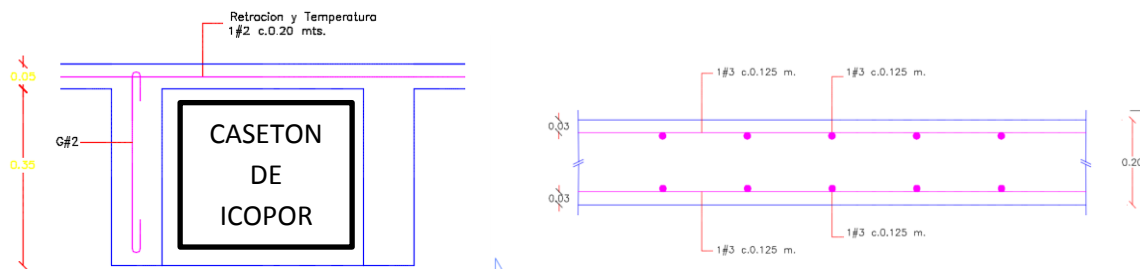 Retracion y Temperatura
1#2 c.0.20 mts.
0.05
G#2
0.35
CASETON
DE
ICOPOR
1#3 c.0.125 m.
1#3 c.0.125 m.
0.03
0.20
0.03
1#3 c.0.125 m.
1#3 c.0.125 m.